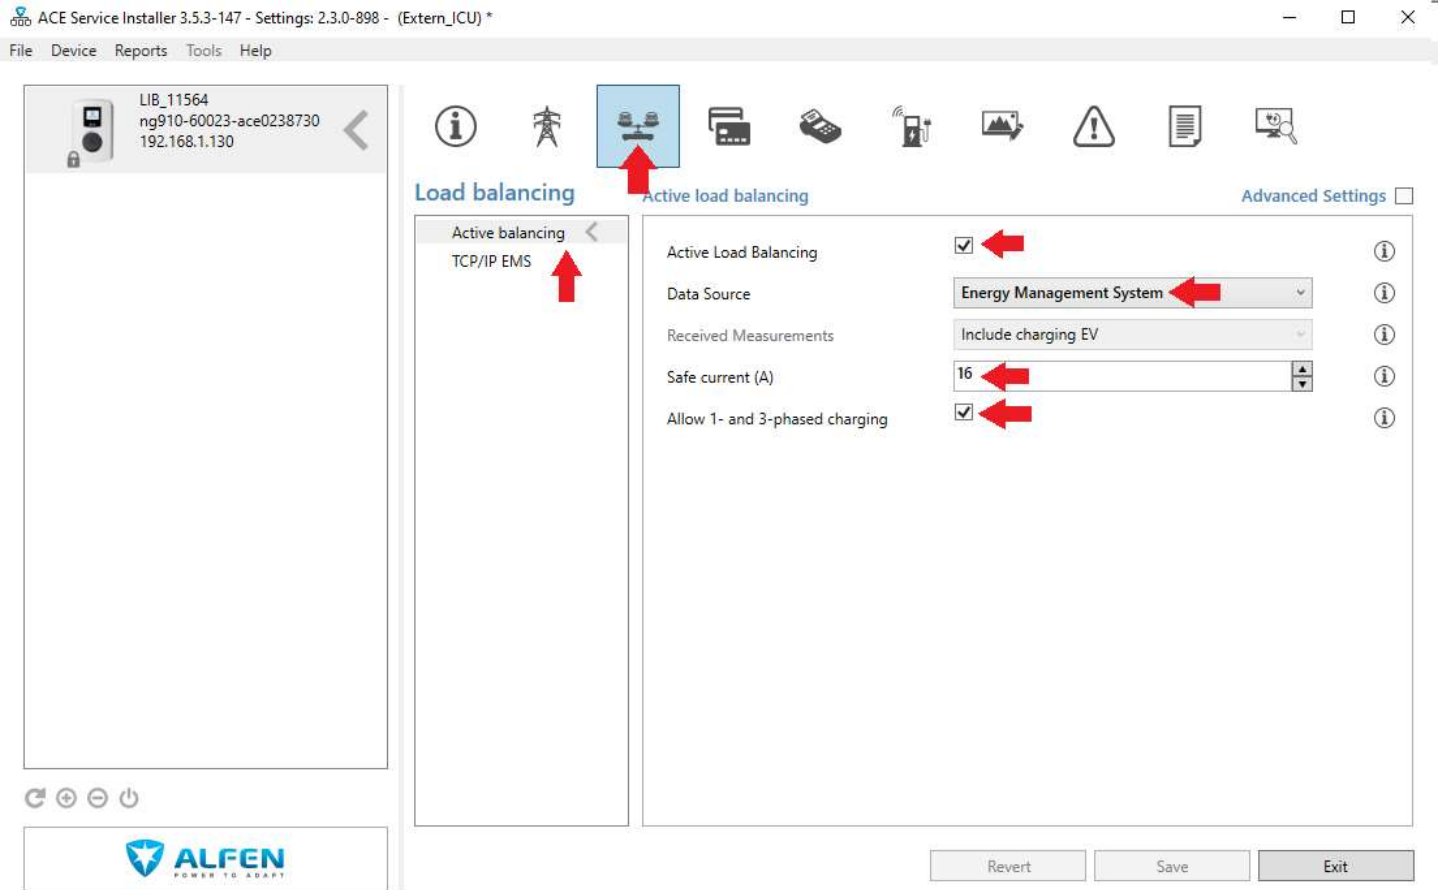 ACE Service Installer 3.5.3-147 - Settings: 2.3.0-898 - (Extern_ICU) *
File Device Reports Tools Help
LIB_11564
ng910-60023-ace0238730
192.168.1.130
Load balancing
Active balancing
TCP/IP EMS
Active load balancing
Advanced Settings
Active Load Balancing
Data Source
Energy Management System
Received Measurements
Include charging EV
Safe current (A)
16
Allow 1- and 3-phased charging
ALFEN
POWER TO ADAPT
Revert
Save
Exit